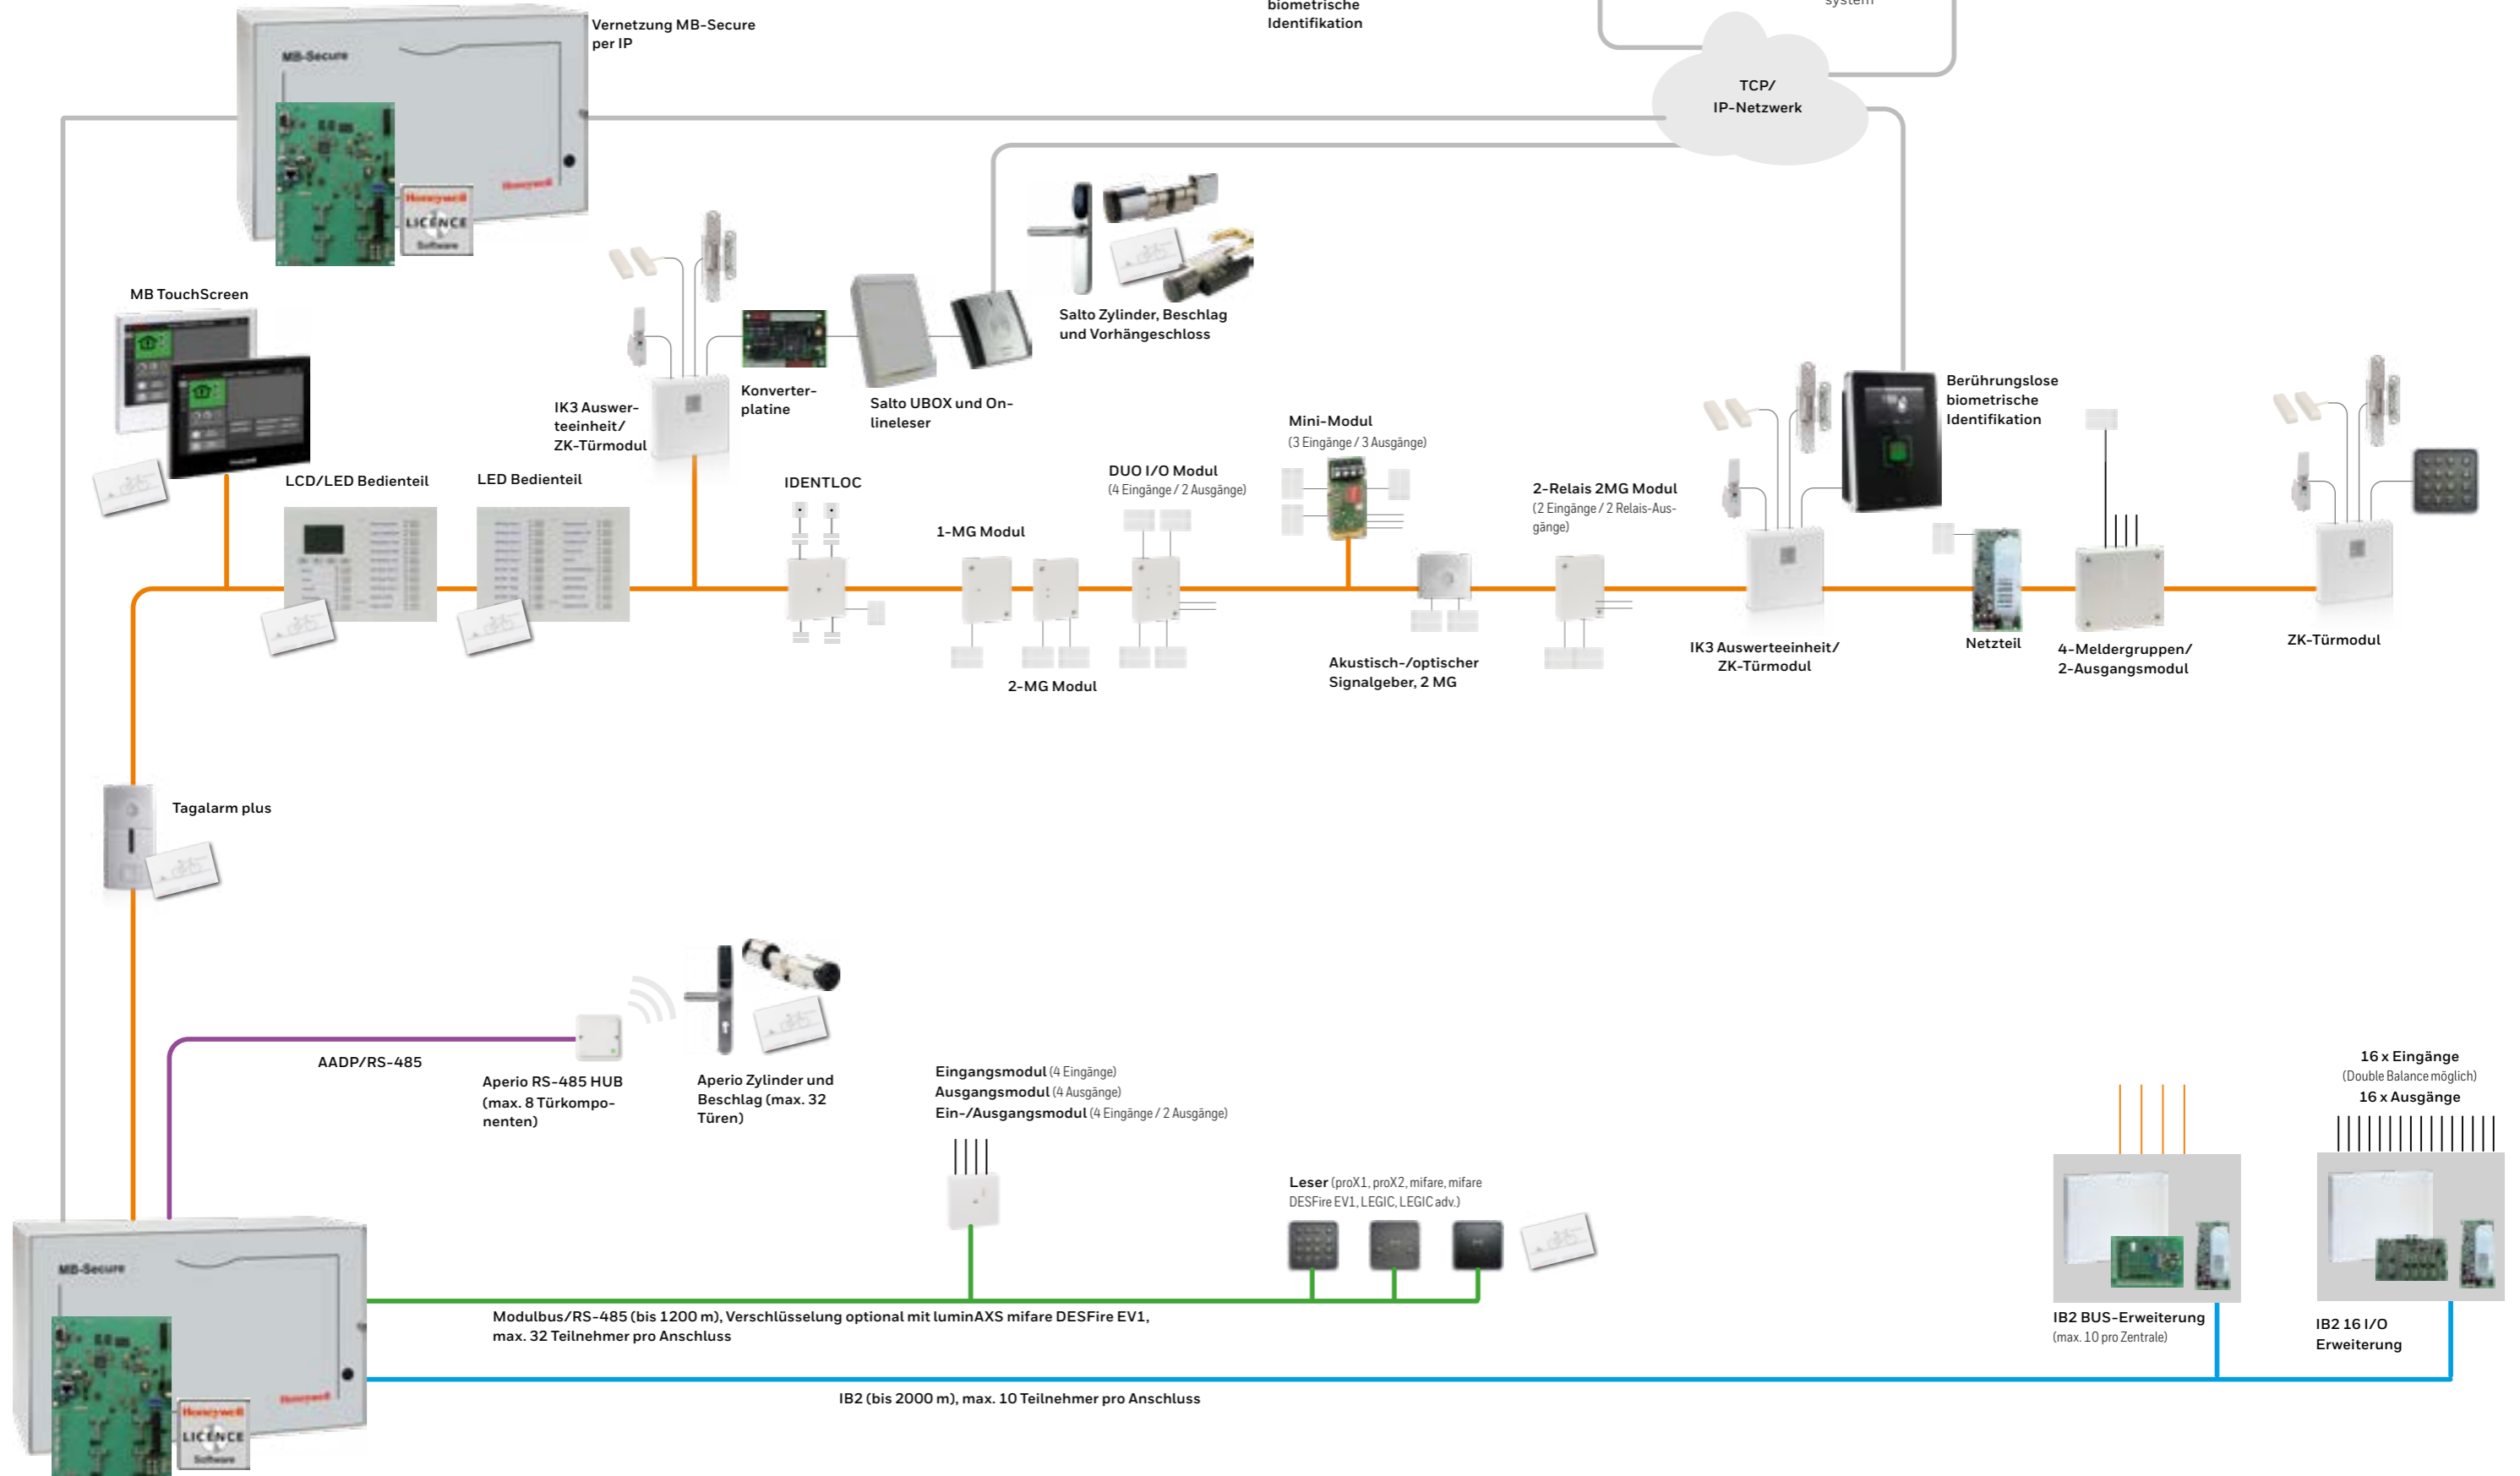 biometrische
Identifikation
system
Vernetzung MB-Secure
per IP
MB-Secure
Honeywell
Honeywell
LICENCE
Software
TCP/
IP-Netzwerk
MB TouchScreen
Salto Zylinder, Beschlag
und Vorhängeschloss
IK3 Auswer-
teeinheit/
ZK-Türmodul
Konverter-
platine
Salto UBOX und On-
lineleser
Berührungslose
biometrische
Identifikation
LCD/LED Bedienteil
LED Bedienteil
IDENTLOC
1-MG Modul
2-MG Modul
DUO I/O Modul
(4 Eingänge / 2 Ausgänge)
Mini-Modul
(3 Eingänge / 3 Ausgänge)
Akustisch-/optischer
Signalgeber, 2 MG
2-Relais 2MG Modul
(2 Eingänge / 2 Relais-Aus-
gänge)
IK3 Auswerteeinheit/
ZK-Türmodul
Netzteil
4-Meldergruppen/
2-Ausgangsmodul
ZK-Türmodul
Tagalarm plus
AADP/RS-485
Aperio RS-485 HUB
(max. 8 Türkompo-
nenten)
Aperio Zylinder und
Beschlag (max. 32
Türen)
Eingangsmodul (4 Eingänge)
Ausgangsmodul (4 Ausgänge)
Ein-/Ausgangsmodul (4 Eingänge / 2 Ausgänge)
Leser (proX1, proX2, mifare, mifare
DESFire EV1, LEGIC, LEGIC adv.)
16 x Eingänge
(Double Balance möglich)
16 x Ausgänge
IB2 BUS-Erweiterung
(max. 10 pro Zentrale)
IB2 16 I/O
Erweiterung
MB-Secure
Honeywell
Honeywell
LICENCE
Software
Modulbus/RS-485 (bis 1200 m), Verschlüsselung optional mit luminAXS mifare DESFire EV1,
max. 32 Teilnehmer pro Anschluss
IB2 (bis 2000 m), max. 10 Teilnehmer pro Anschluss